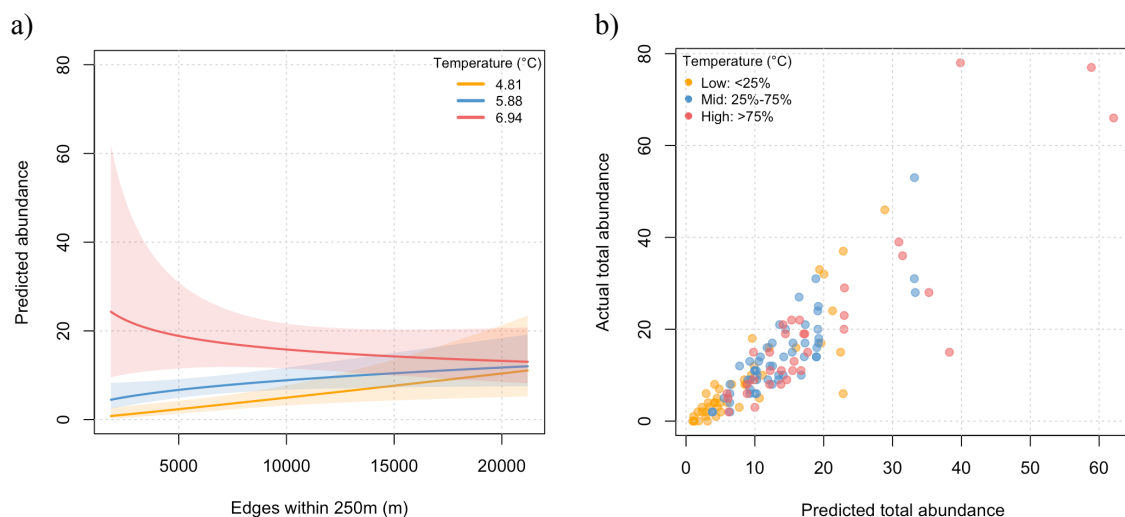 a)
Temperature (°C)
4.81
5.88
6.94
Predicted abundance
80
60
40
20
0
5000
10000
15000
20000
Edges within 250m (m)
b)
Temperature (°C)
Low: <25%
Mid: 25%-75%
High: >75%
Actual total abundance
80
60
40
20
0
0
10
20
30
40
50
60
Predicted total abundance